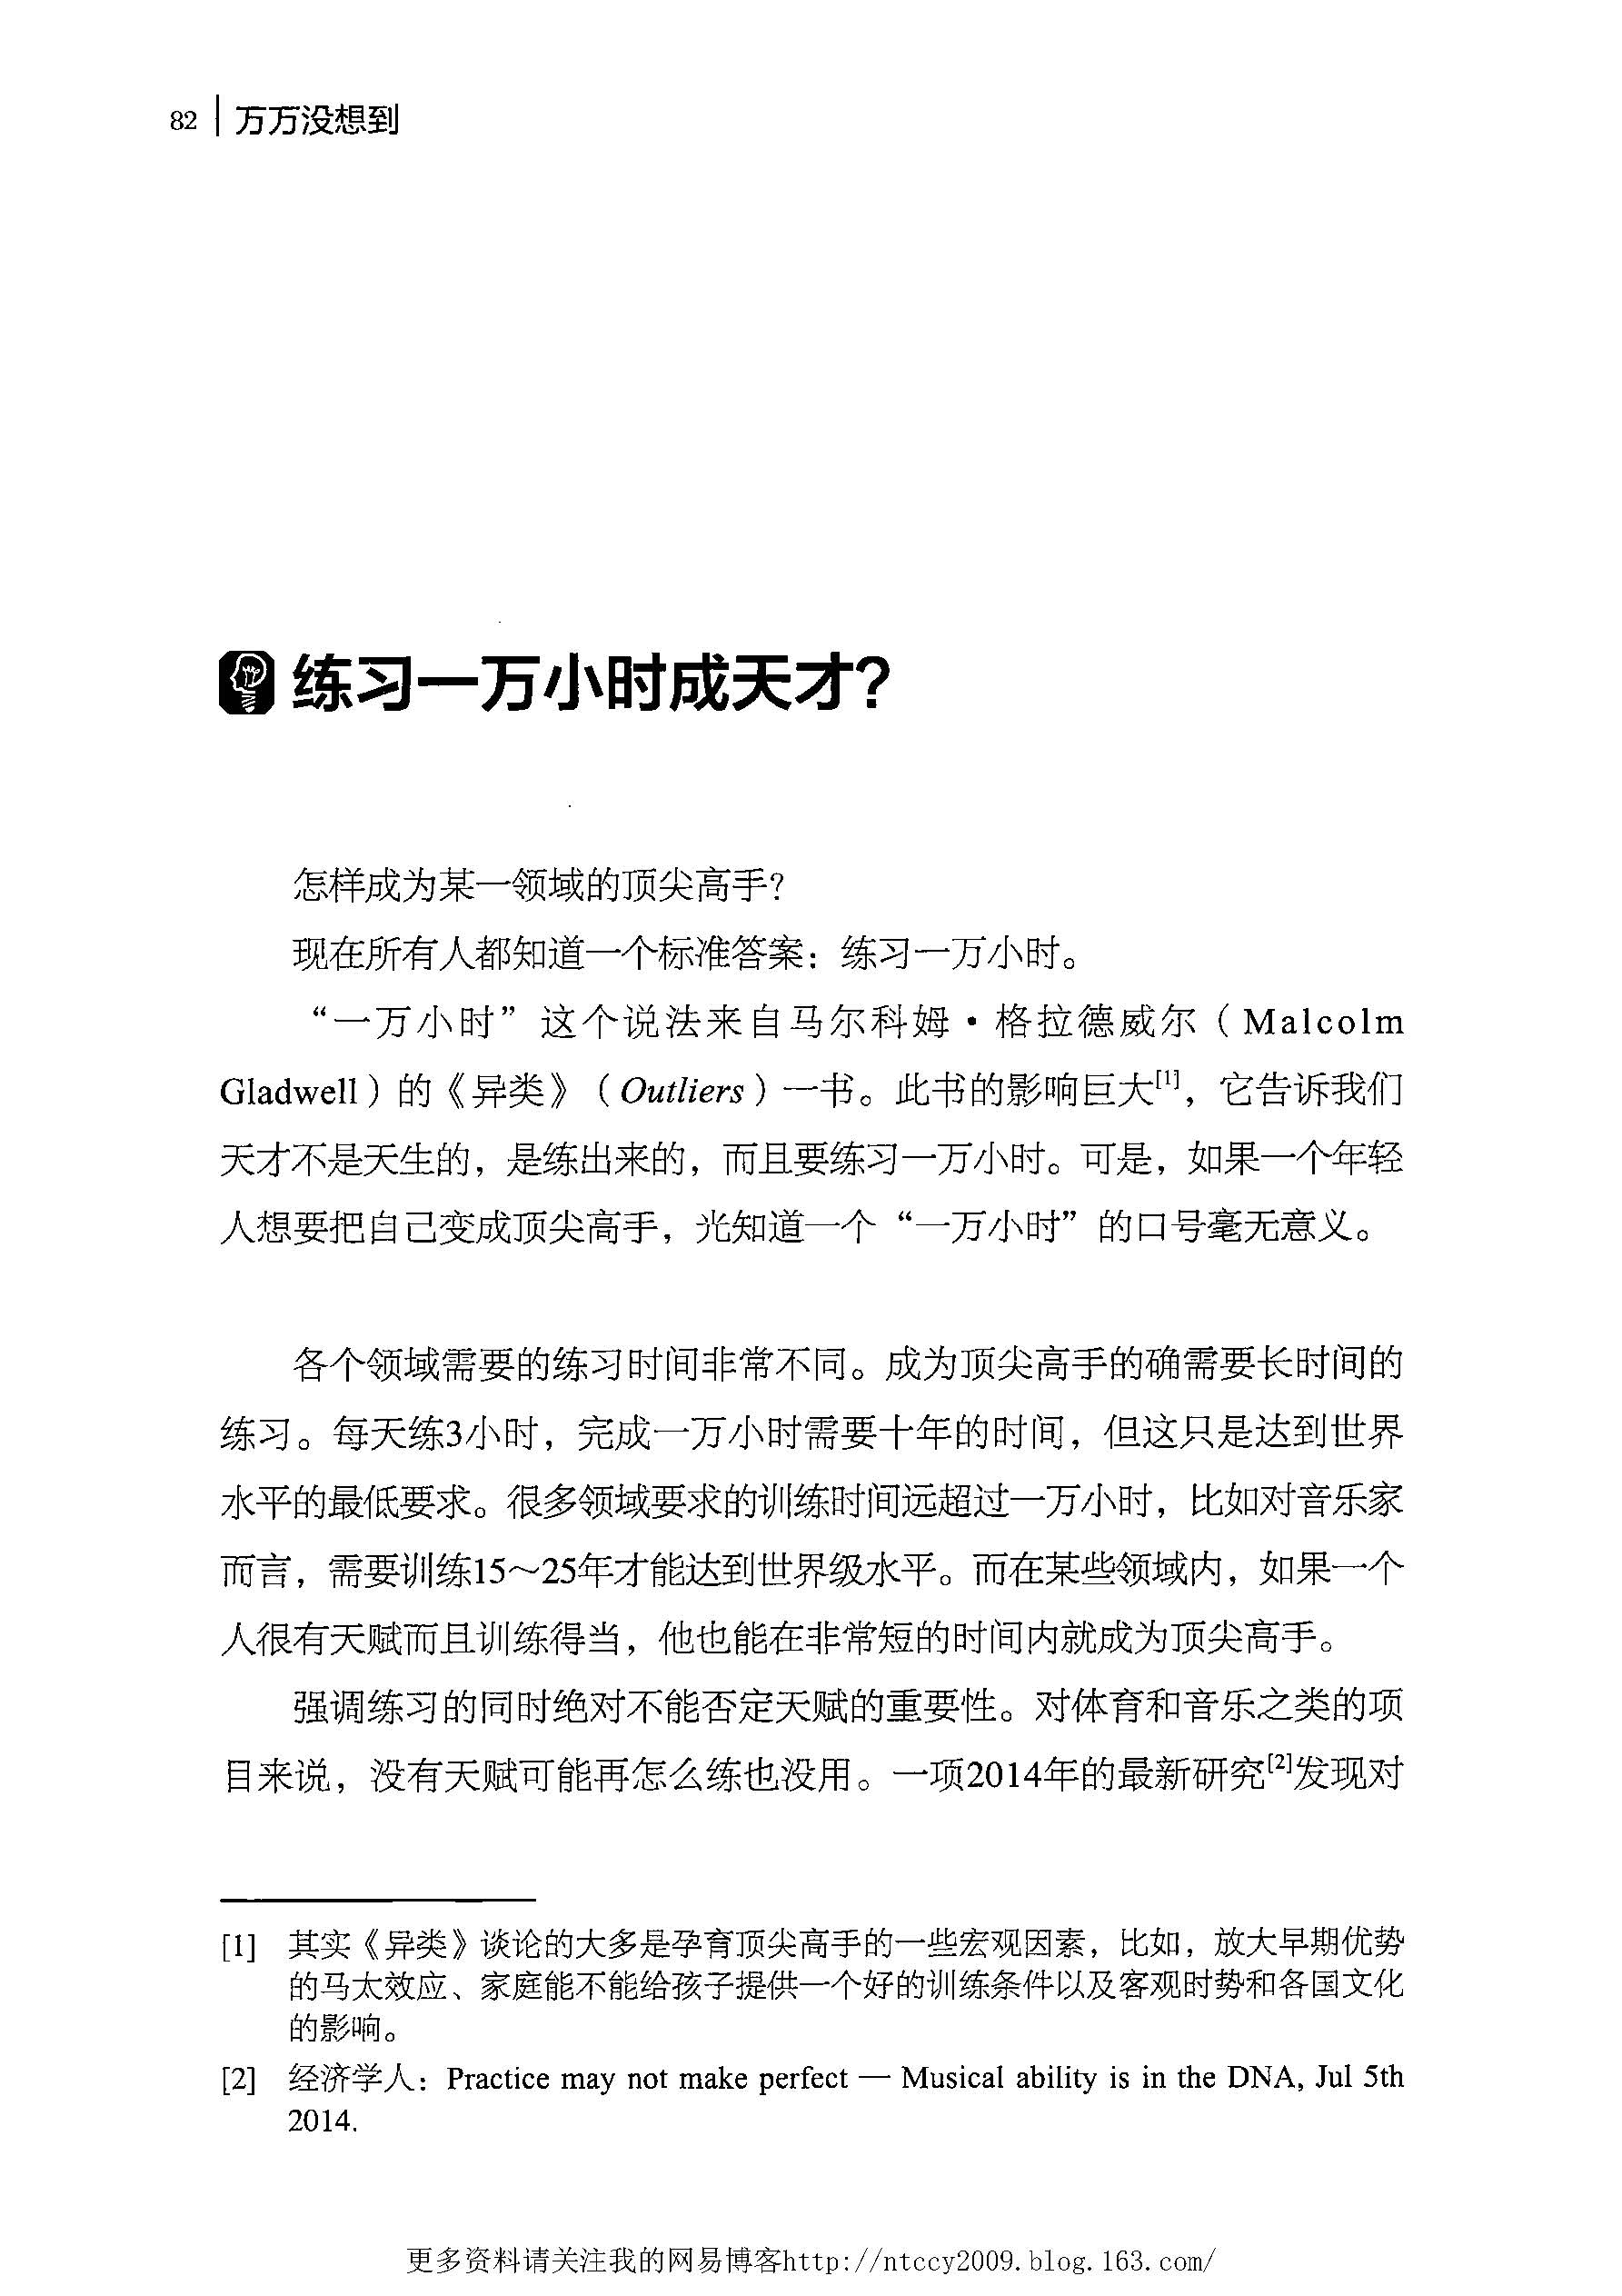 82 万万没想到
练习一万小时成天才?
怎样成为某一领域的顶尖高手?
现在所有人都知道一个标准答案：练习一万小时。
“一万小时”这个说法来自马尔科姆·格拉德威尔（Malcolm
Gladwell）的《异类》（Outliers）一书。此书的影响巨大[1]，它告诉我们
天才不是天生的，是练出来的，而且要练习一万小时。可是，如果一个年轻
人想要把自己变成顶尖高手，光知道一个“一万小时”的口号毫无意义。
各个领域需要的练习时间非常不同。成为顶尖高手的确需要长时间的
练习。每天练3小时，完成一万小时需要十年的时间，但这只是达到世界
水平的最低要求。很多领域要求的训练时间远超过一万小时，比如对音乐家
而言，需要训练15～25年才能达到世界级水平。而在某些领域内，如果一个
人很有天赋而且训练得当，他也能在非常短的时间内就成为顶尖高手。
强调练习的同时绝对不能否定天赋的重要性。对体育和音乐之类的项
目来说，没有天赋可能再怎么练也没用。一项2014年的最新研究[2]发现对
[1] 其实《异类》谈论的大多是孕育顶尖高手的一些宏观因素，比如，放大早期优势
的马太效应、家庭能不能给孩子提供一个好的训练条件以及客观时势和各国文化
的影响。
[2] 经济学人：Practice may not make perfect — Musical ability is in the DNA, Jul 5th
2014.
更多资料请关注我的网易博客http://ntccy2009.blog.163.com/